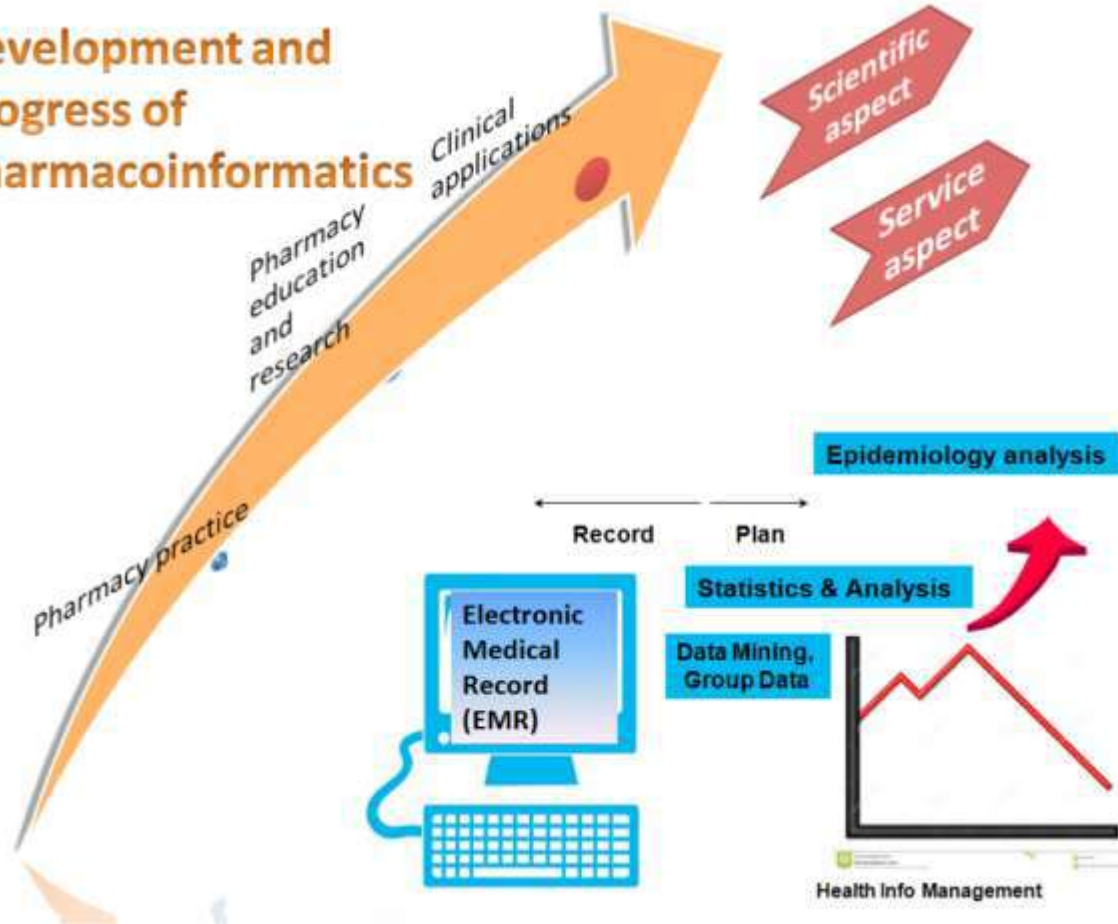 evelopment and
ogress of
armacoinformatics
Clinical
applications
Pharmacy
education
and
research
Pharmacy practice
Scientific
aspect
Service
aspect
Epidemiology analysis
Record
Plan
Statistics & Analysis
Electronic
Medical
Record
(EMR)
Data Mining,
Group Data
Health Info Management